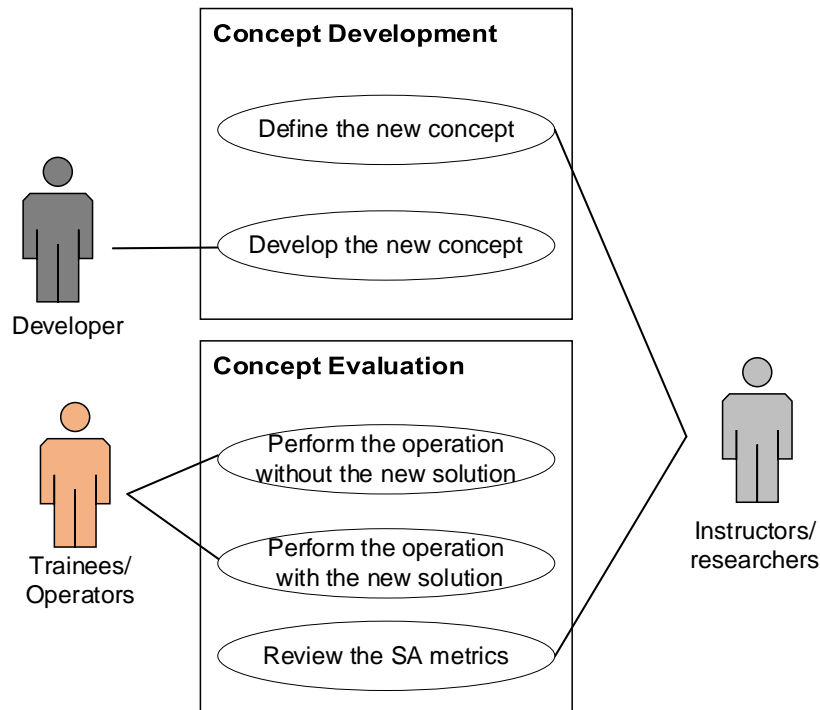 Concept Development
Define the new concept
Develop the new concept
Developer
Concept Evaluation
Perform the operation
without the new solution
Perform the operation
with the new solution
Review the SA metrics
Trainees/
Operators
Instructors/
researchers